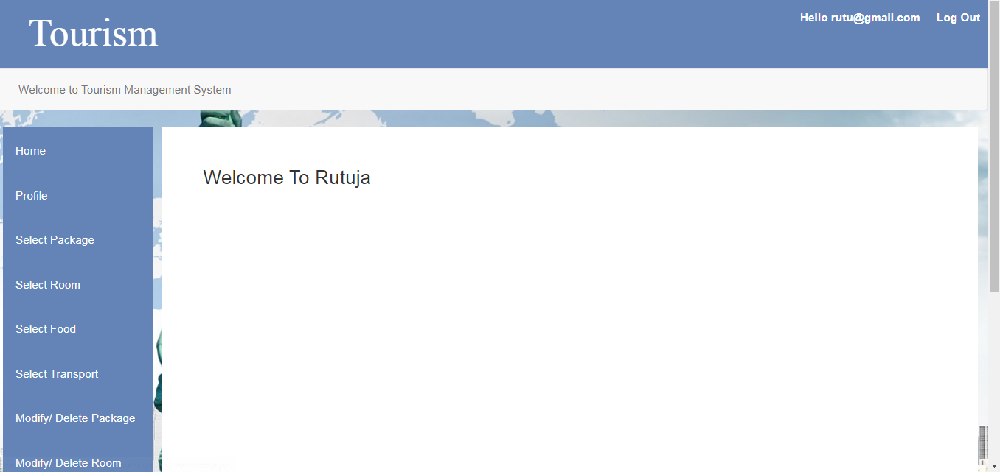 Tourism
Hello rutu@gmail.com Log Out
Welcome to Tourism Management System
Home
Profile
Select Package
Select Room
Select Food
Select Transport
Modify/ Delete Package
Modify/ Delete Room
Welcome To Rutuja